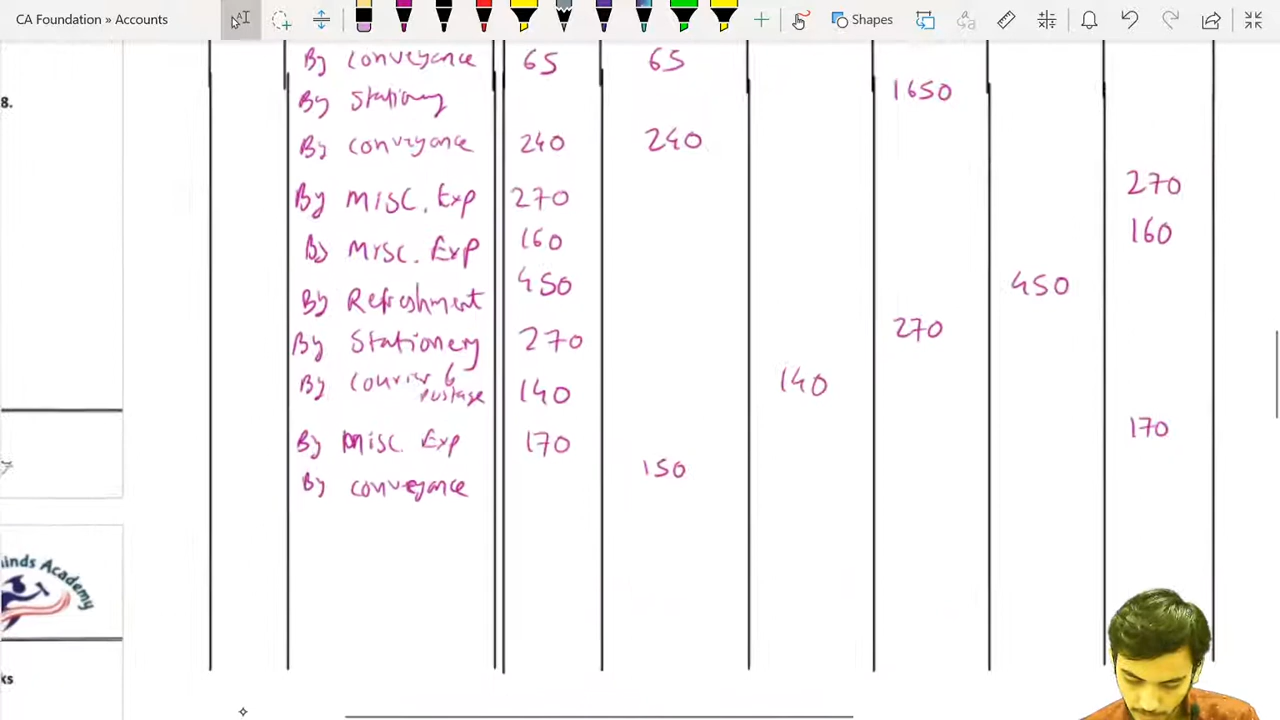 CA Foundation » Accounts
Shapes
8.
By Conveyance 65 65
By Stationery 1650
By Conveyance 240 240
By Misc. Exp 270 270
By Misc. Exp 160 160
By Refreshment 450 450
By Stationery 270 270
By Courier & Postage 140 140
By Misc. Exp 170 170
By Conveyance 150
inds Academy
ks